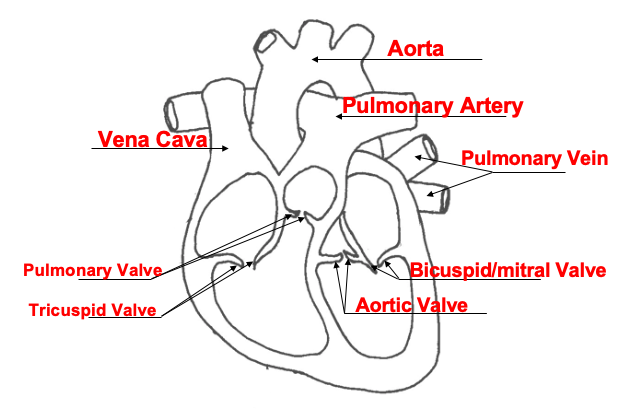 Aorta
Pulmonary Artery
Vena Cava
Pulmonary Vein
Pulmonary Valve
Bicuspid/mitral Valve
Tricuspid Valve
Aortic Valve